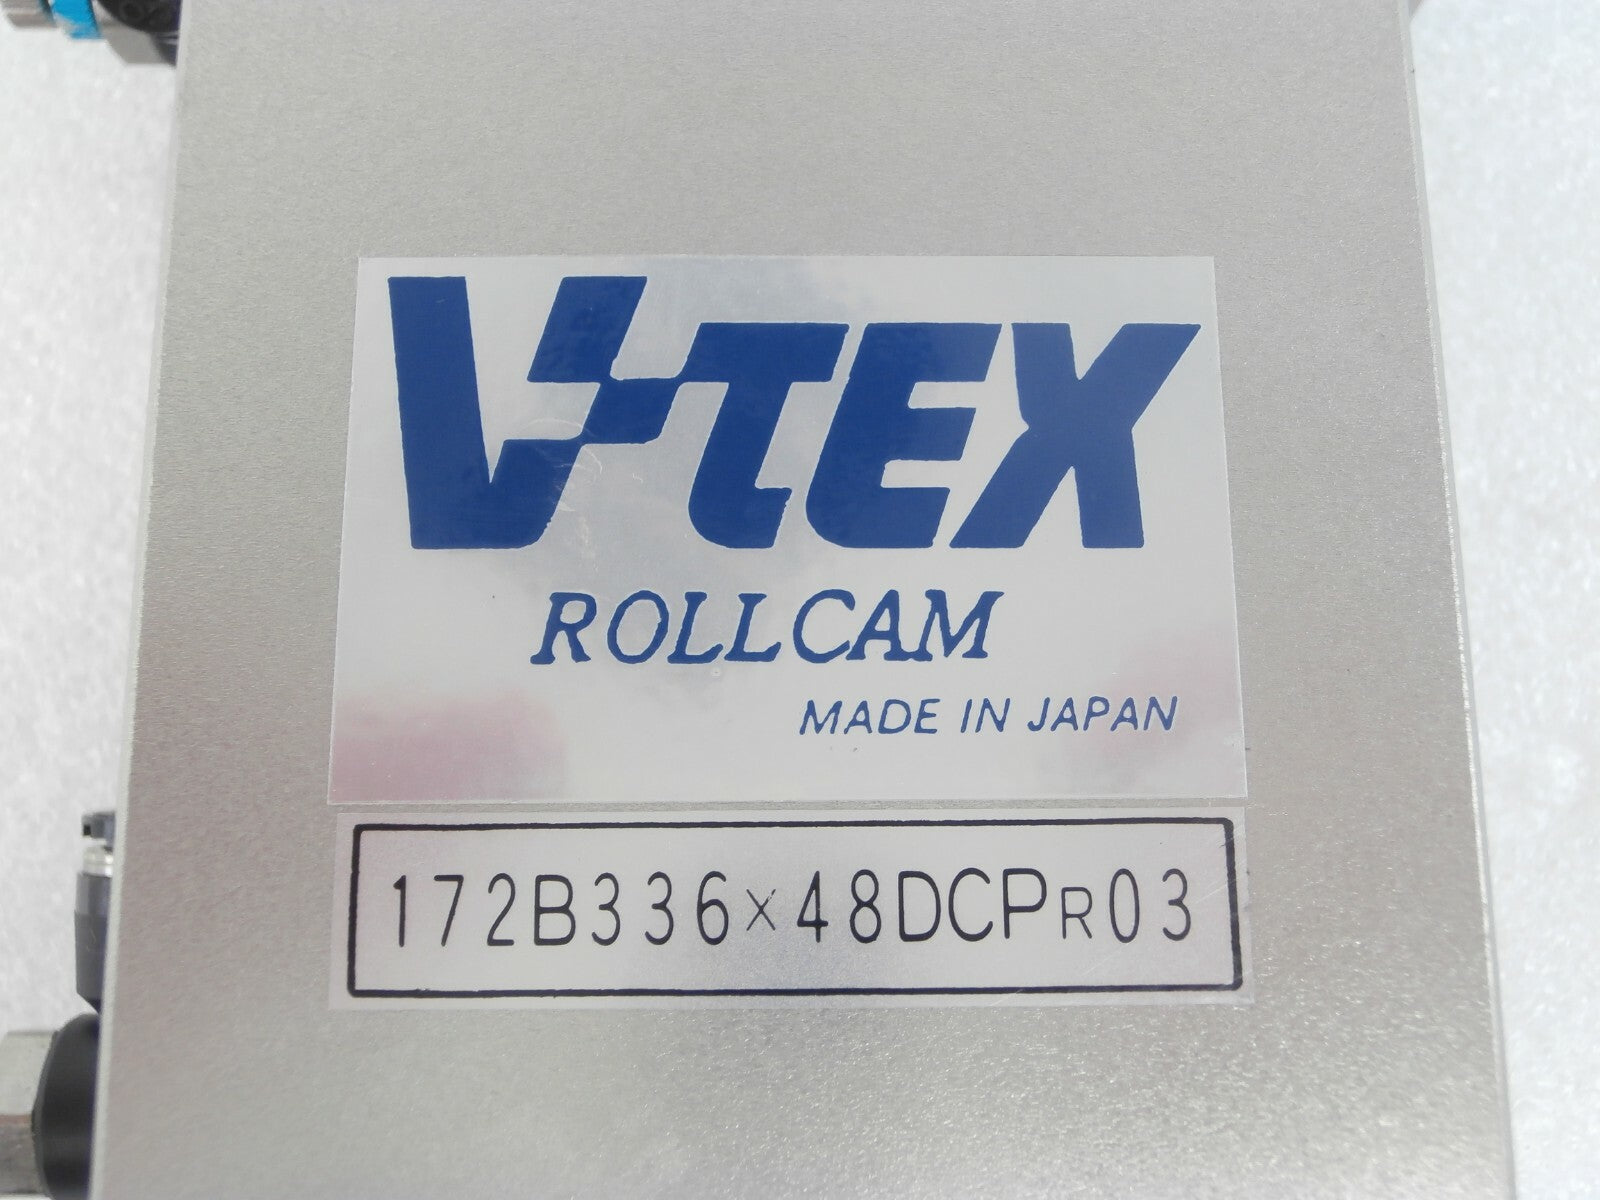 V-TEX
ROLLCAM
MADE IN JAPAN
172B336×48DCPR03